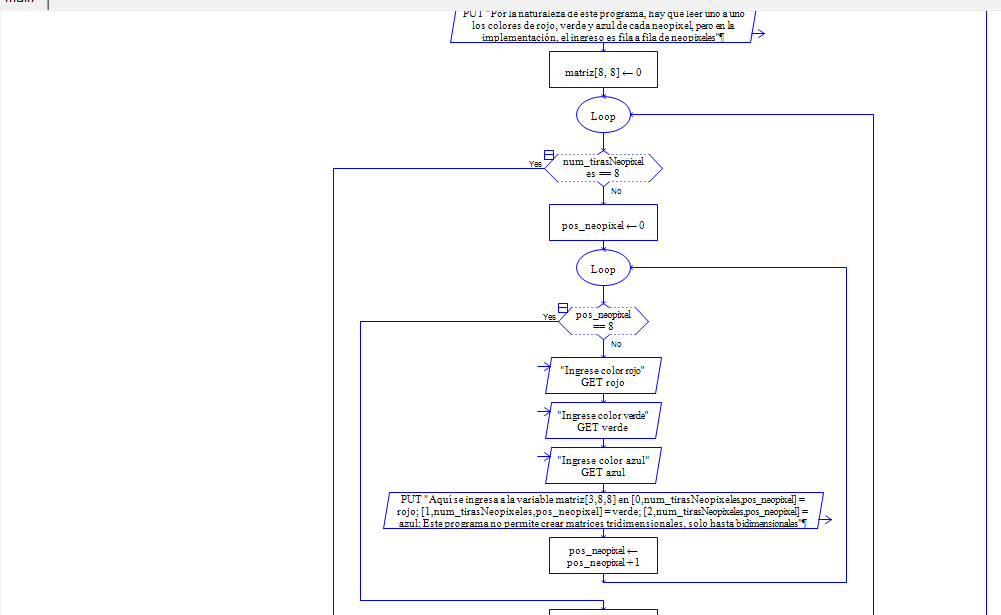 main
PUT "Por la naturaleza de este programa, hay que leer uno a uno
los colores de rojo, verde y azul de cada neopixel, pero en la
implementación, el ingreso es fila a fila de neopixeles"¶
matriz[8, 8] ← 0
Loop
num_tirasNeopixel
es == 8
Yes
No
pos_neopixel ← 0
Loop
pos_neopixel
== 8
Yes
No
"Ingrese color rojo"
GET rojo
"Ingrese color verde"
GET verde
"Ingrese color azul"
GET azul
PUT "Aquí se ingresa a la variable matriz[3,8,8] en [0,num_tirasNeopixeles,pos_neopixel] =
rojo; [1,num_tirasNeopixeles,pos_neopixel] = verde; [2,num_tirasNeopixeles,pos_neopixel] =
azul; Este programa no permite crear matrices tridimensionales, solo hasta bidimensionales"¶
pos_neopixel ←
pos_neopixel + 1